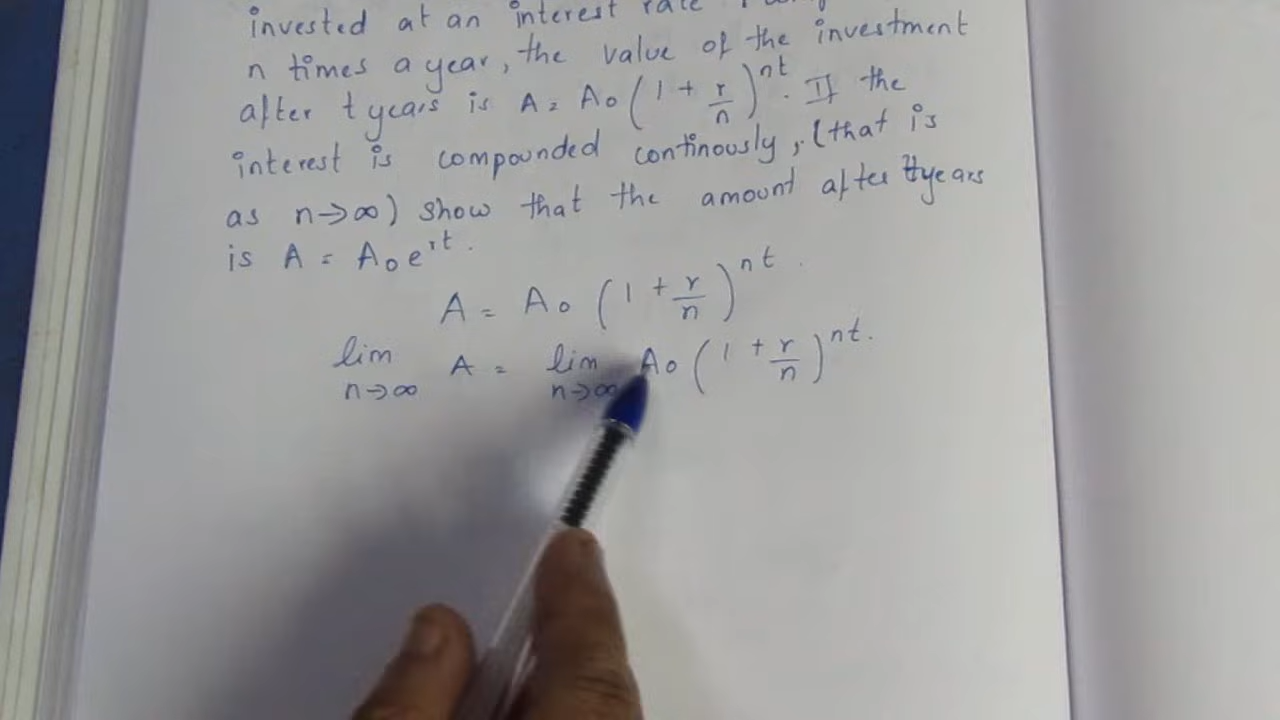 invested at an interest rate
n times a year, the value of the investment
after t years is A = A₀(1 + r/n)^nt. If the
interest is compounded continously, (that is
as n→∞) show that the amount after t years
is A = A₀e^rt.
A = A₀ (1 + r/n)^nt.
lim n→∞ A = lim n→∞ A₀ (1 + r/n)^nt.